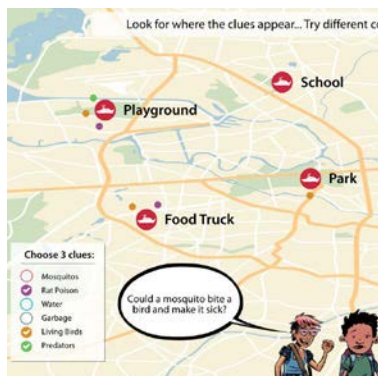 Look for where the clues appear... Try different
School
Playground
Park
Food Truck
Choose 3 clues:
Mosquitos
Rat Poison
Water
Garbage
Living Birds
Predators
Could a mosquito bite a
bird and make it sick?